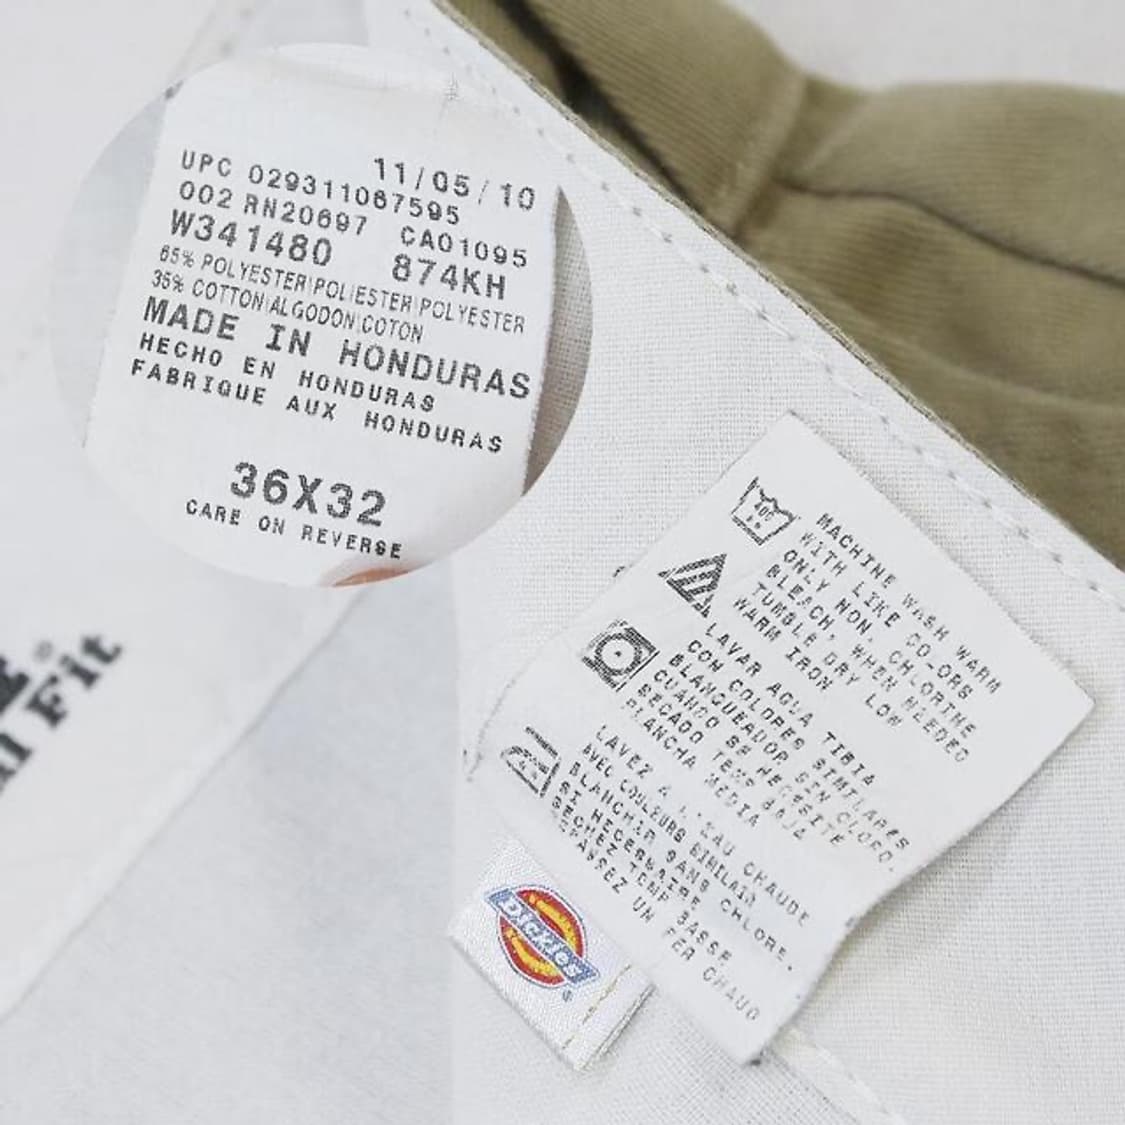 11/05/10
UPC 029311067595
002 RN20697 CA01095
W341480 874KH
65% POLYESTER|POLIESTER|POLYESTER
35% COTTON|ALGODON|COTON
MADE IN HONDURAS
HECHO EN HONDURAS
FABRIQUE AUX HONDURAS
36X32
CARE ON REVERSE
Fit
MACHINE WASH WARM
WITH LIKE COLORS
ONLY NON. CHLORINE
BLEACH, WHEN NEEDED
TUMBLE DRY LOW
WARM IRON
LAVAR AGUA TIBIA
CON COLORES SIMILARES
BLANQUEADOR SIN CLORO.
CUANDO SE NECESITE
SECADO TEMP BAJA
PLANCHA MEDIA
LAVEZ A L'EAU CHAUDE
AVEC COULEURS SIMILAIR
BLANCHIR SANS CHLORE.
SI NECESSAIRE
SECHEZ TEMP BASSE
UN FER CHAUD
Dickies®